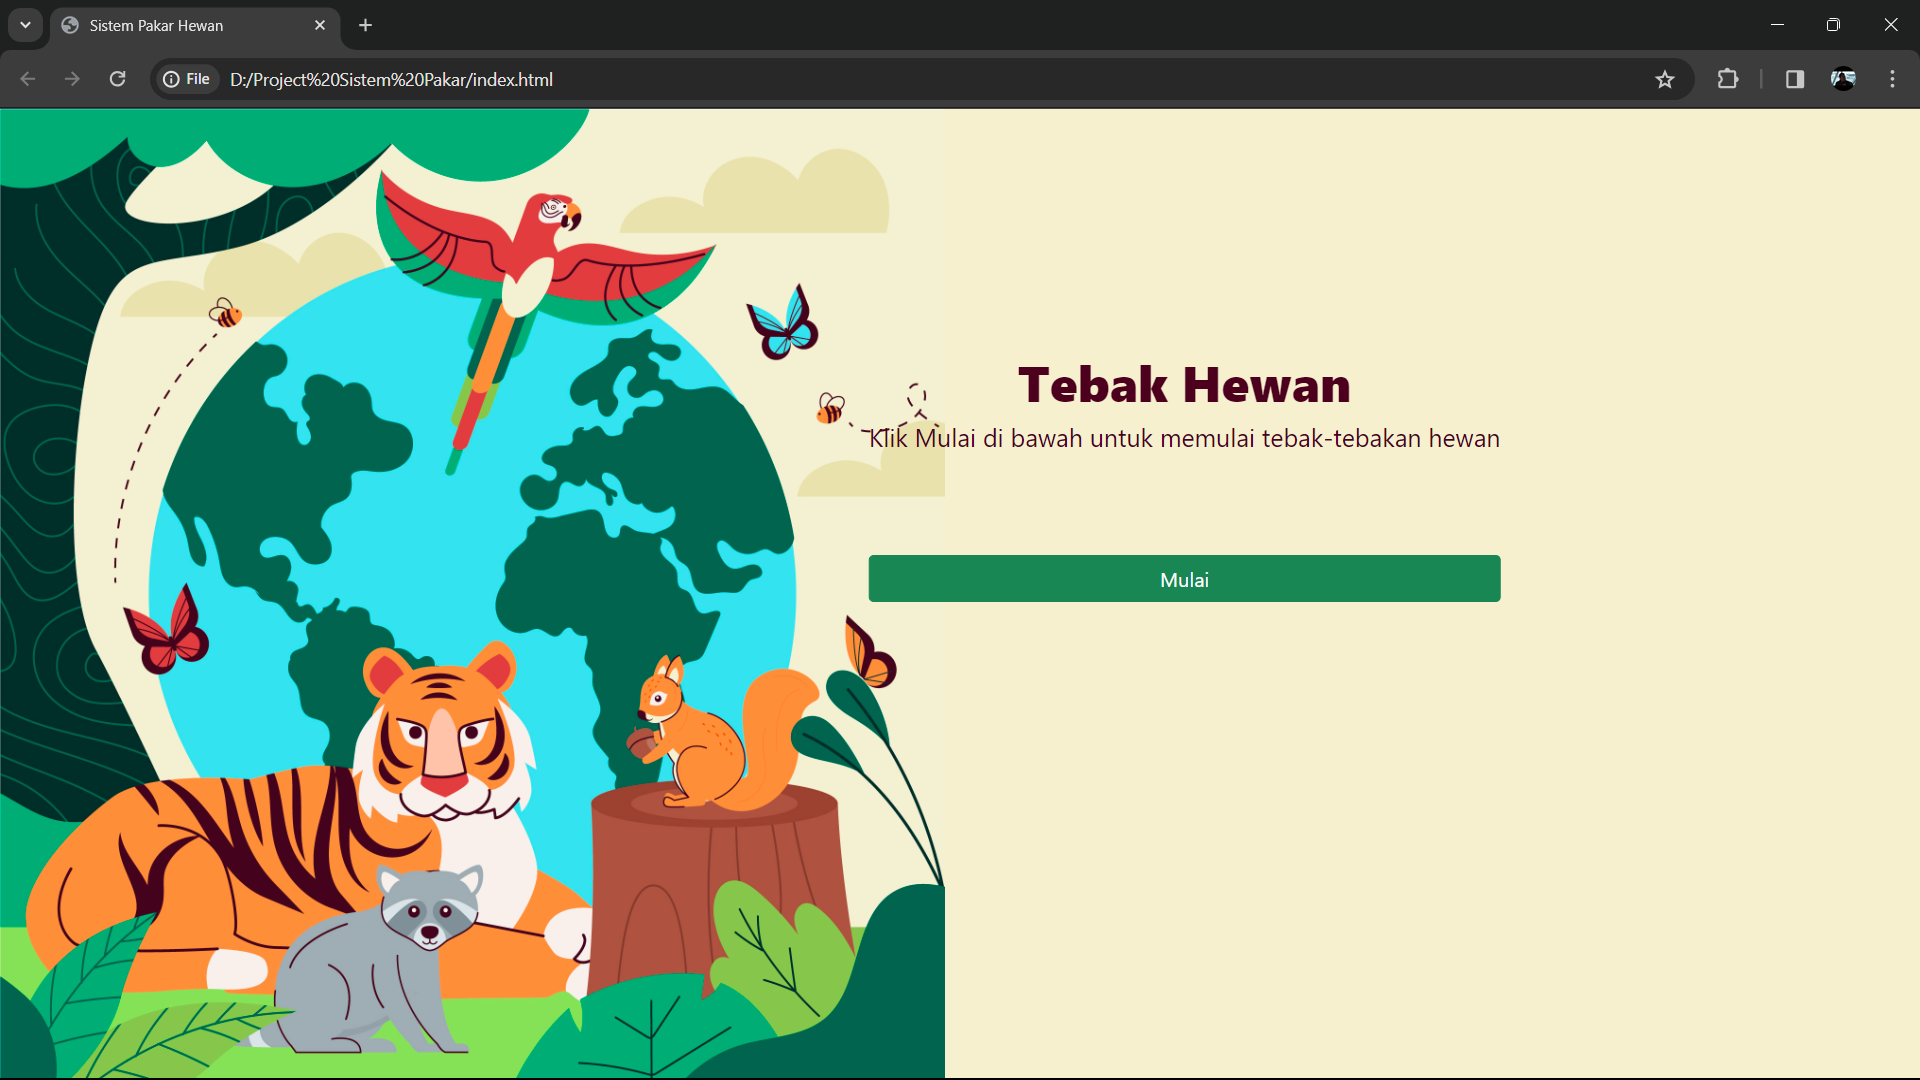 Sistem Pakar Hewan
File D:/Project%20Sistem%20Pakar/index.html
Tebak Hewan
Klik Mulai di bawah untuk memulai tebak-tebakan hewan
Mulai